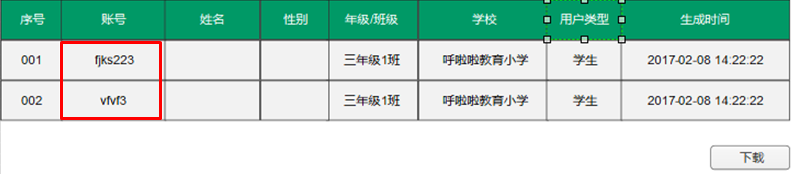 序号 账号 姓名 性别 年级/班级 学校 用户类型 生成时间
001 fjks223 三年级1班 呼啦啦教育小学 学生 2017-02-08 14:22:22
002 vfvf3 三年级1班 呼啦啦教育小学 学生 2017-02-08 14:22:22
下载